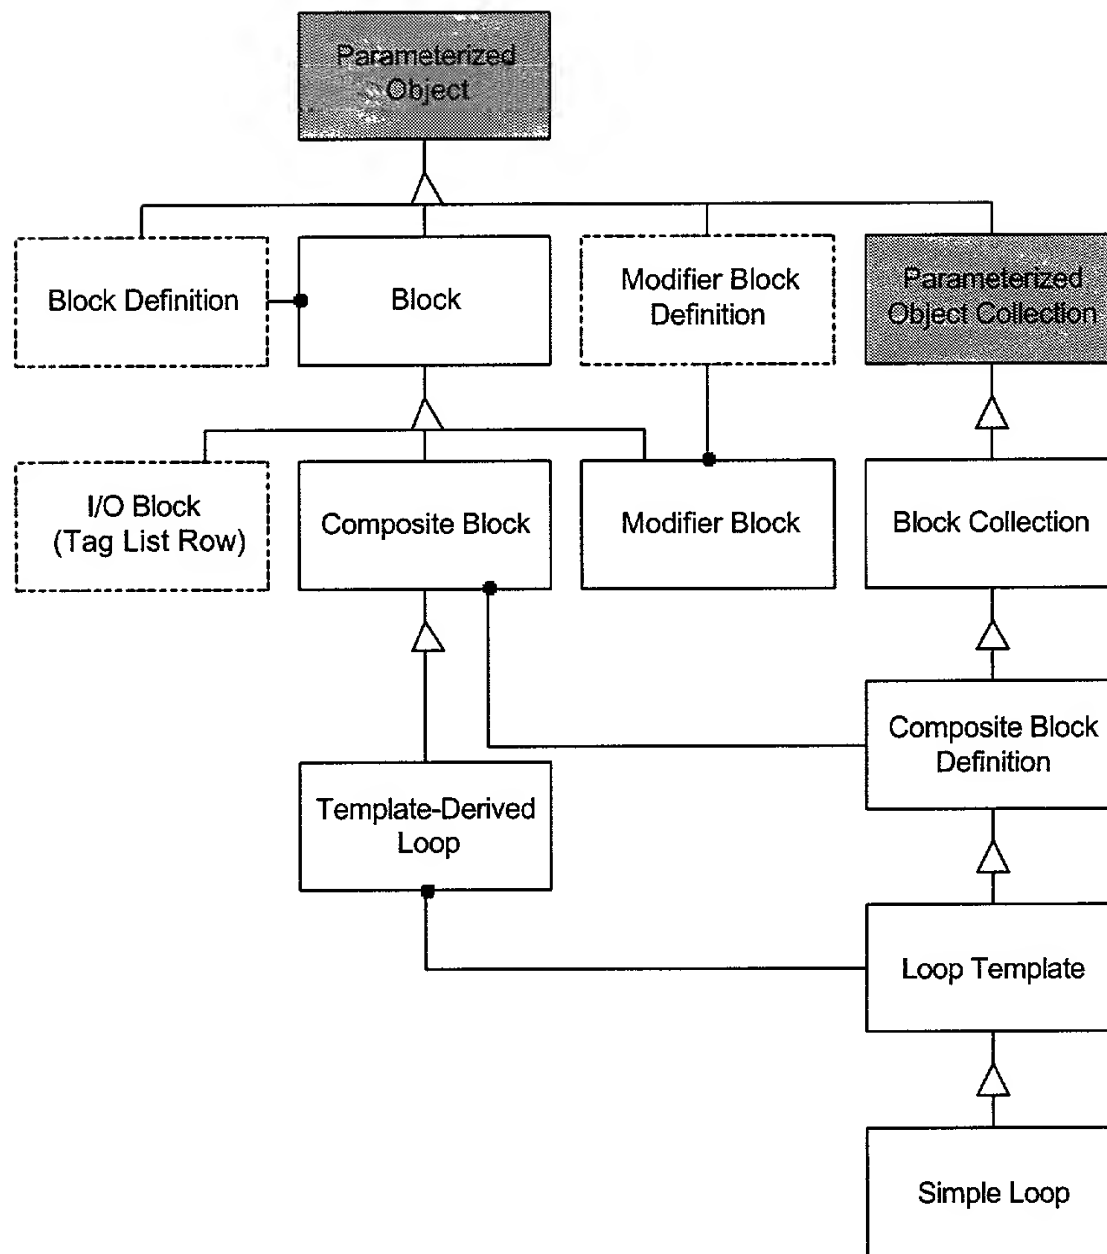 Parameterized
Object
Block Definition
Block
Modifier Block
Definition
Parameterized
Object Collection
I/O Block
(Tag List Row)
Composite Block
Modifier Block
Block Collection
Composite Block
Definition
Template-Derived
Loop
Loop Template
Simple Loop